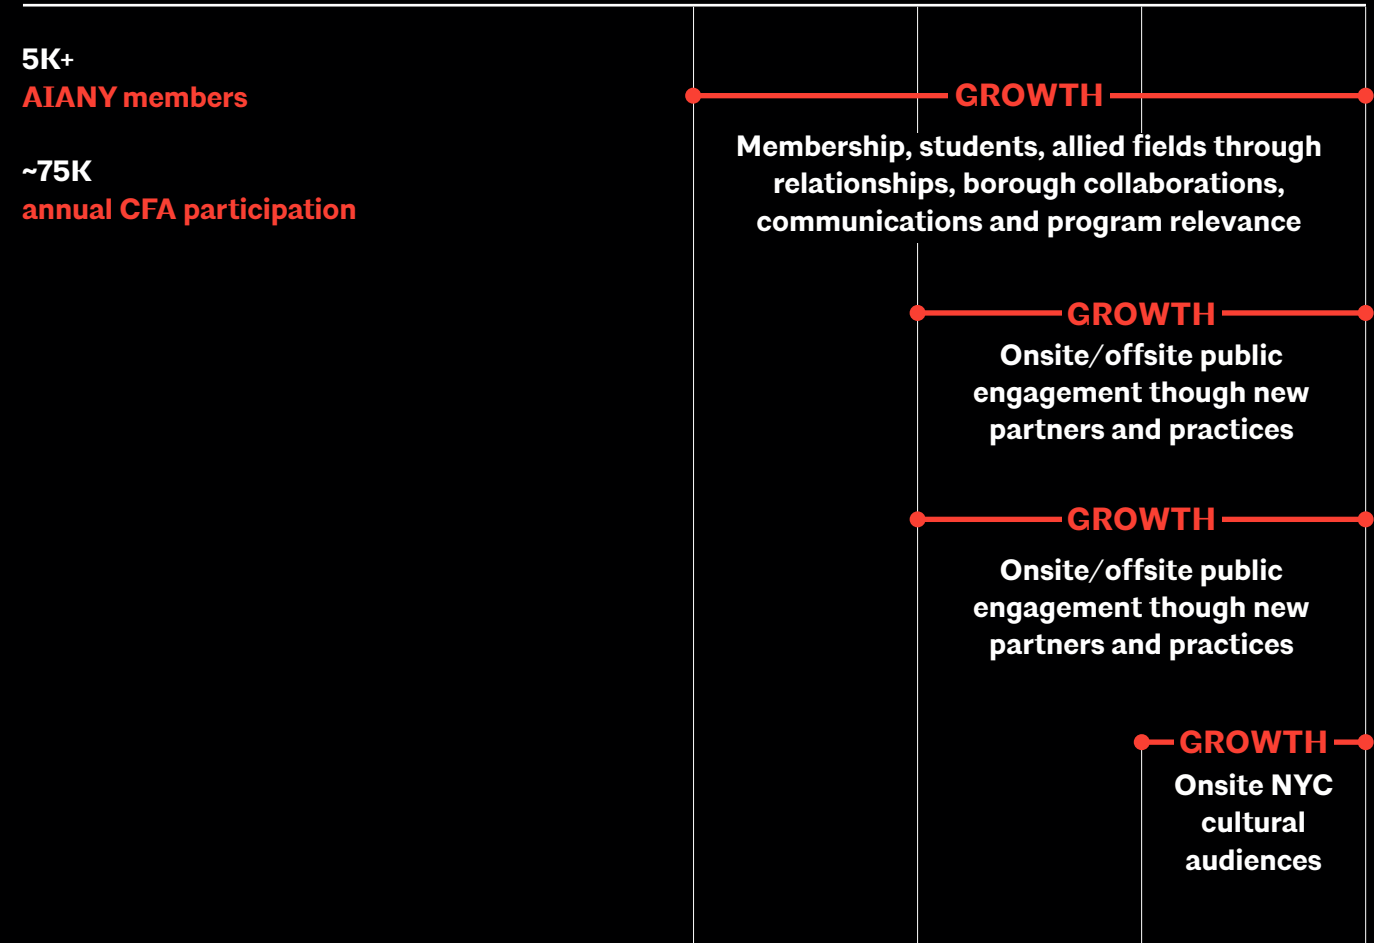 5K+
AIANY members
~75K
annual CFA participation
GROWTH
Membership, students, allied fields through
relationships, borough collaborations,
communications and program relevance
GROWTH
Onsite/offsite public
engagement though new
partners and practices
GROWTH
Onsite/offsite public
engagement though new
partners and practices
GROWTH
Onsite NYC
cultural
audiences